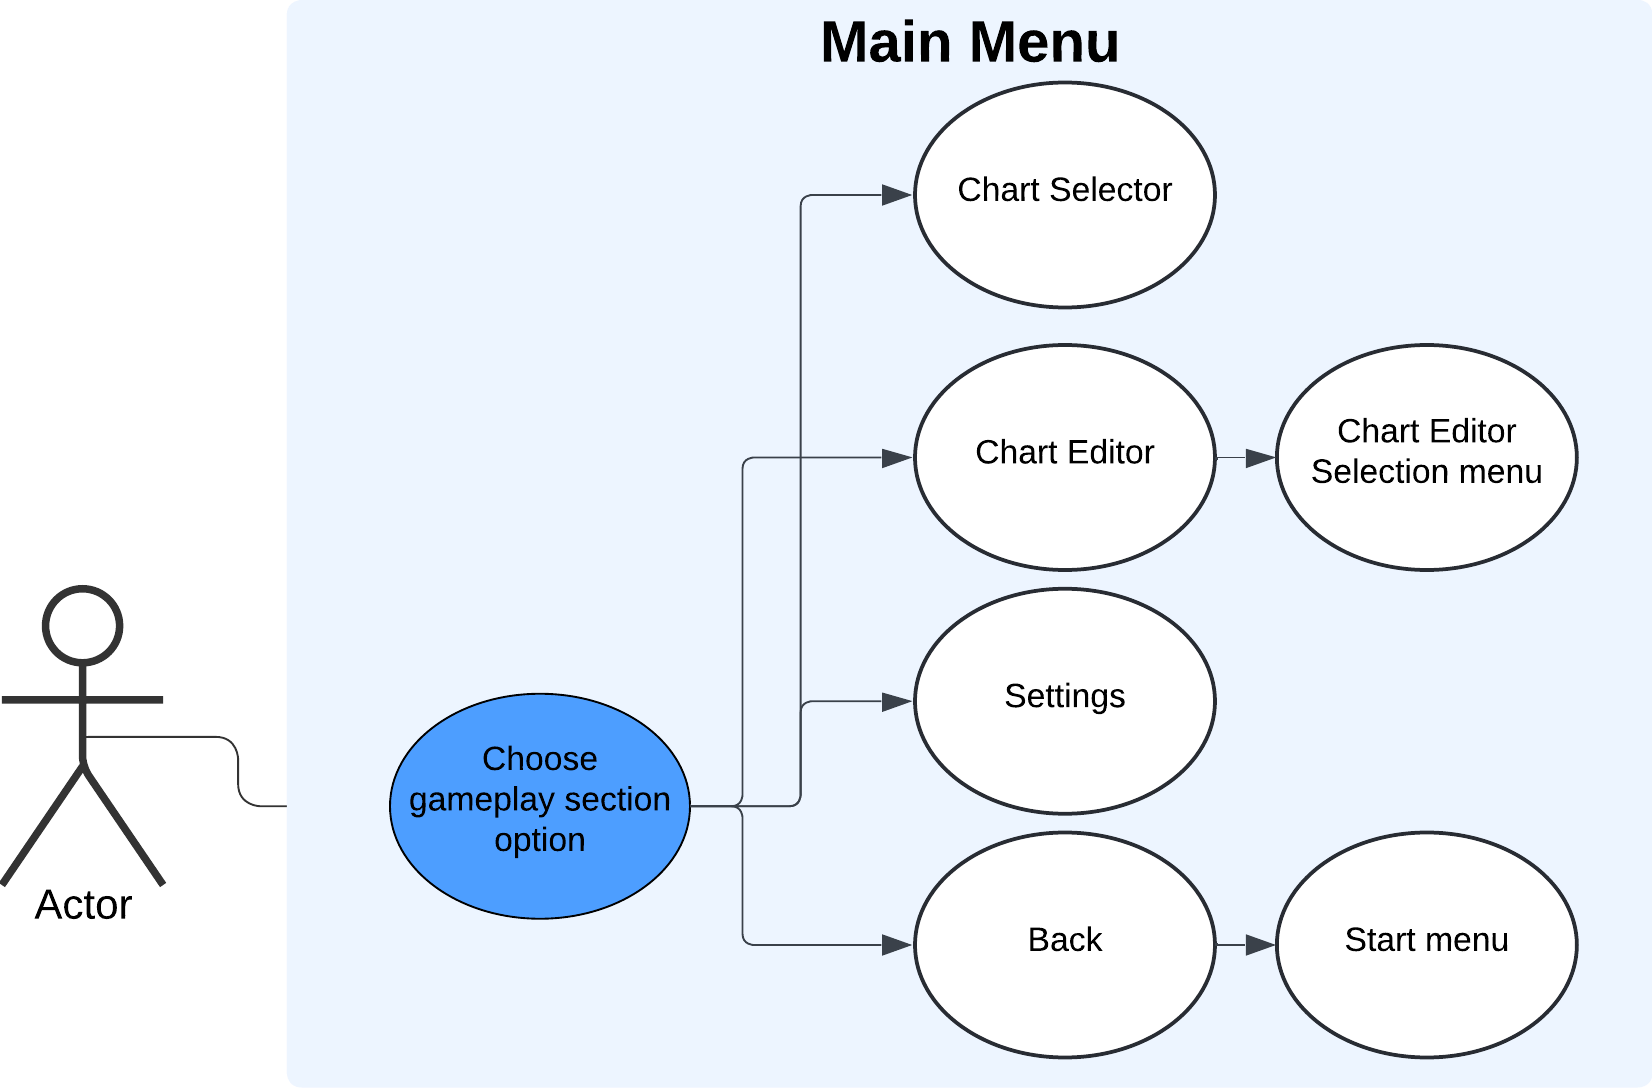 Main Menu
Chart Selector
Chart Editor
Chart Editor
Selection menu
Settings
Choose
gameplay section
option
Back
Start menu
Actor